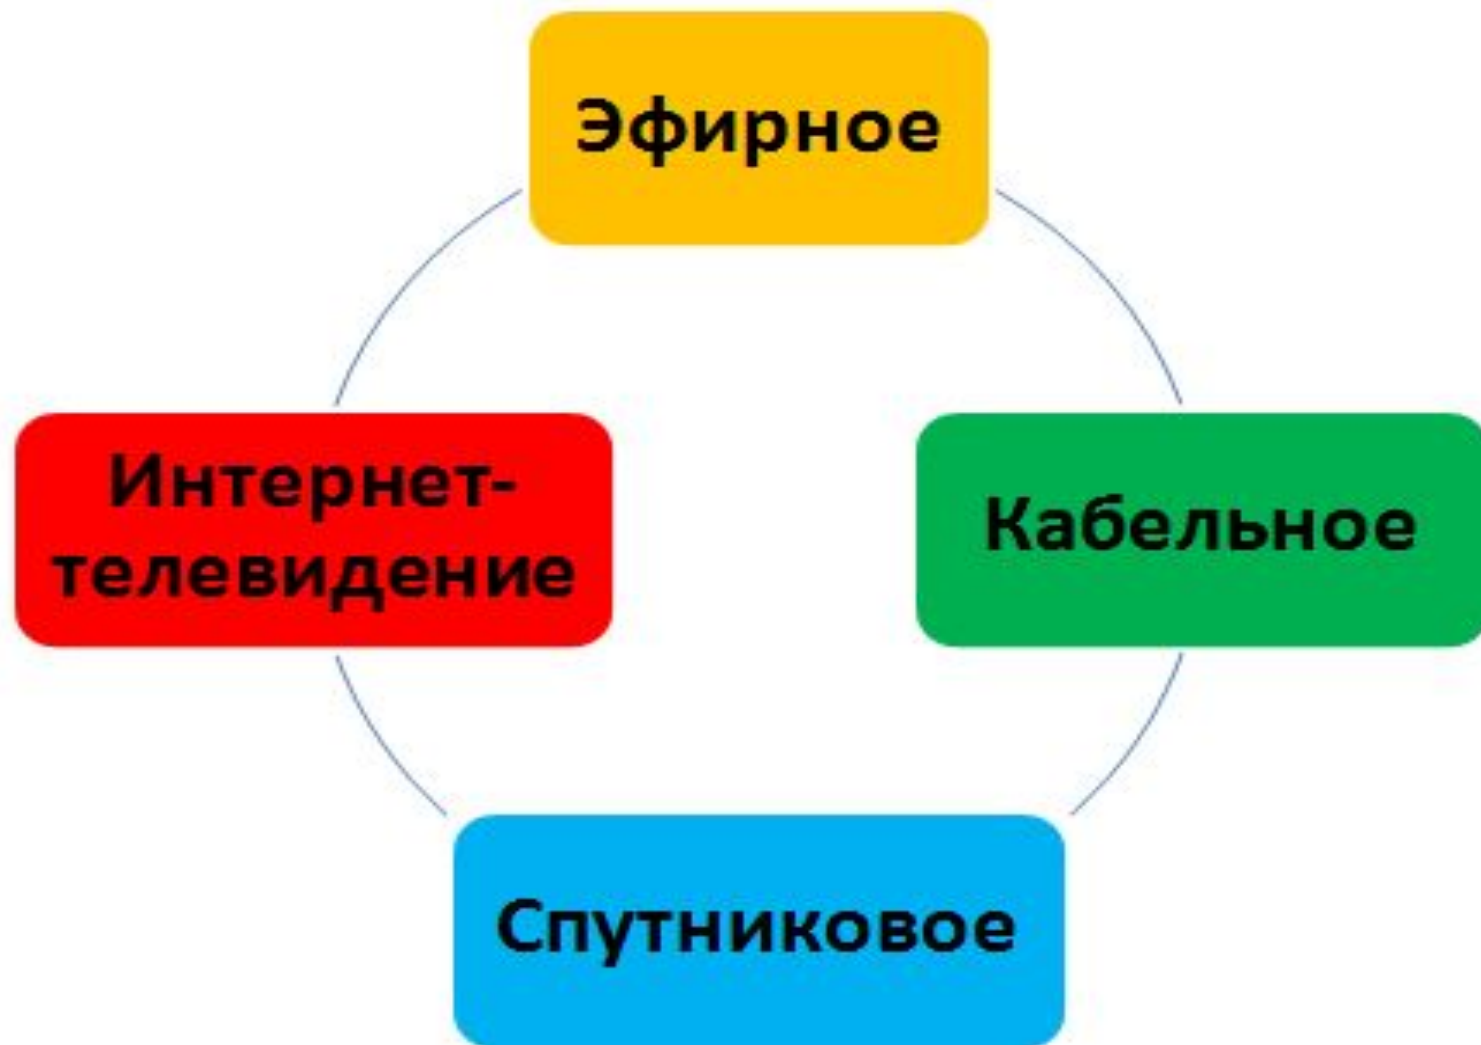 Эфирное
Интернет-
телевидение
Кабельное
Спутниковое